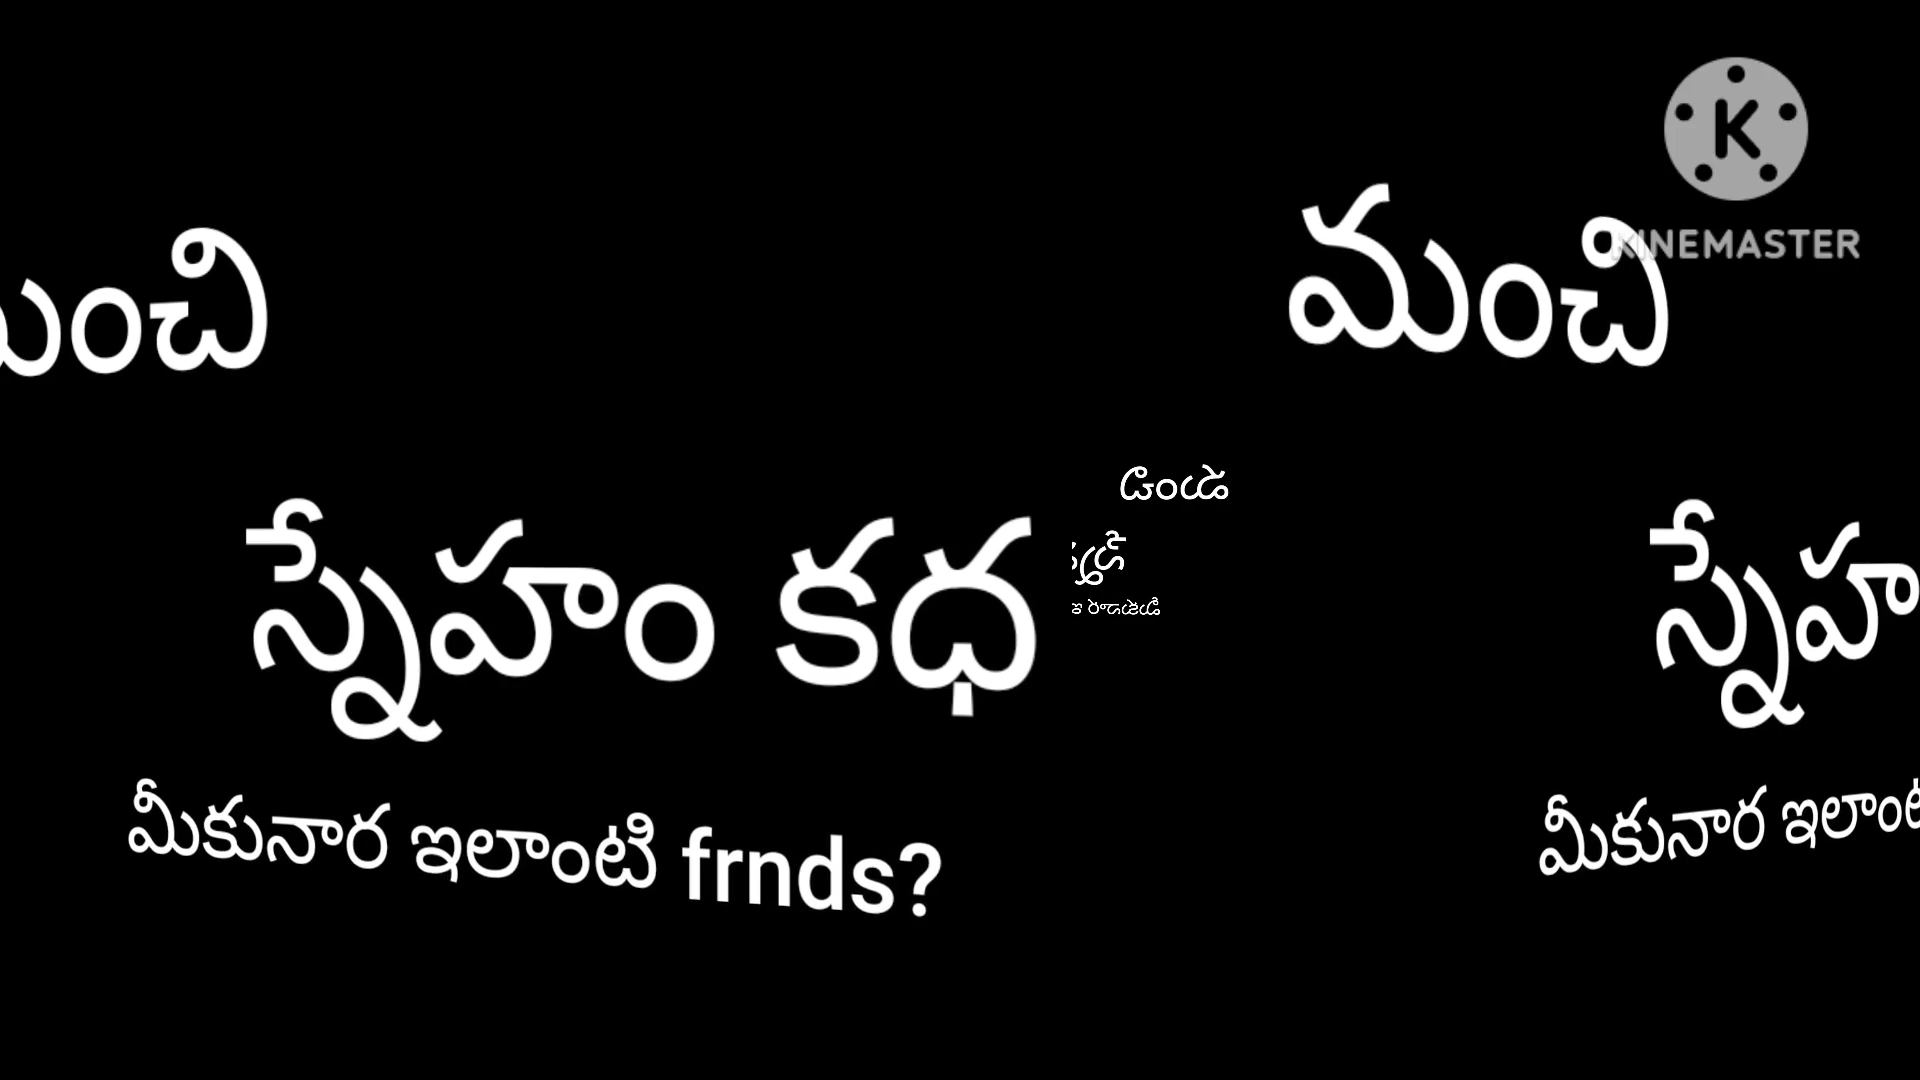 మంచి
KINEMASTER
స్నేహం కధ
మీకునార ఇలాంటి frnds?
స్నేహ
మీకునార ఇలాంటి